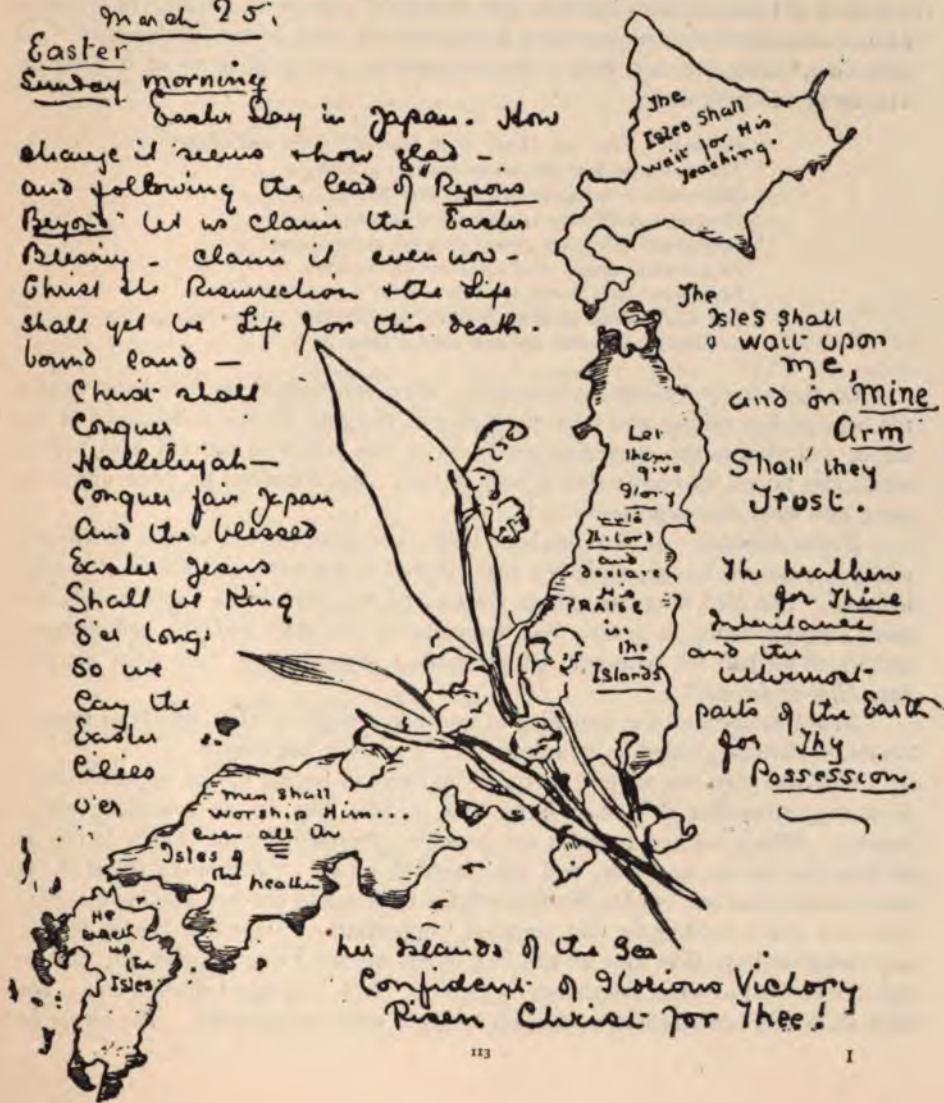 March 25.
Easter
Sunday morning
Easter Day in Japan. How
strange it seems & how glad -
and following the lead of "Regions
Beyond" let us claim the Easter
Blessing - claim it even now -
Christ the Resurrection & the Life
shall yet be Life for this death-
bound land -
Christ shall
Conquer
Hallelujah -
Conquer fair Japan
And the blessed
Easter Jesus
Shall be King
E'er long:
So we
Lay the
Easter
Lilies
o'er
her Islands of the Sea
Confident of Glorious Victory
Risen Christ for Thee!
The
Isles Shall
wait for His
Teaching.
The
Isles shall
wait upon
me,
and on Mine
Arm
Shall they
Trust.
Let
them
give
glory
unto
the Lord
and
declare
His
PRAISE
in
the
Islands
The heathen
for Thine
Inheritance
and the
uttermost
parts of the Earth
for Thy
Possession.
Men shall
worship Him...
even all the
Isles of
the heathen
He
taketh
up
the
Isles
113
I